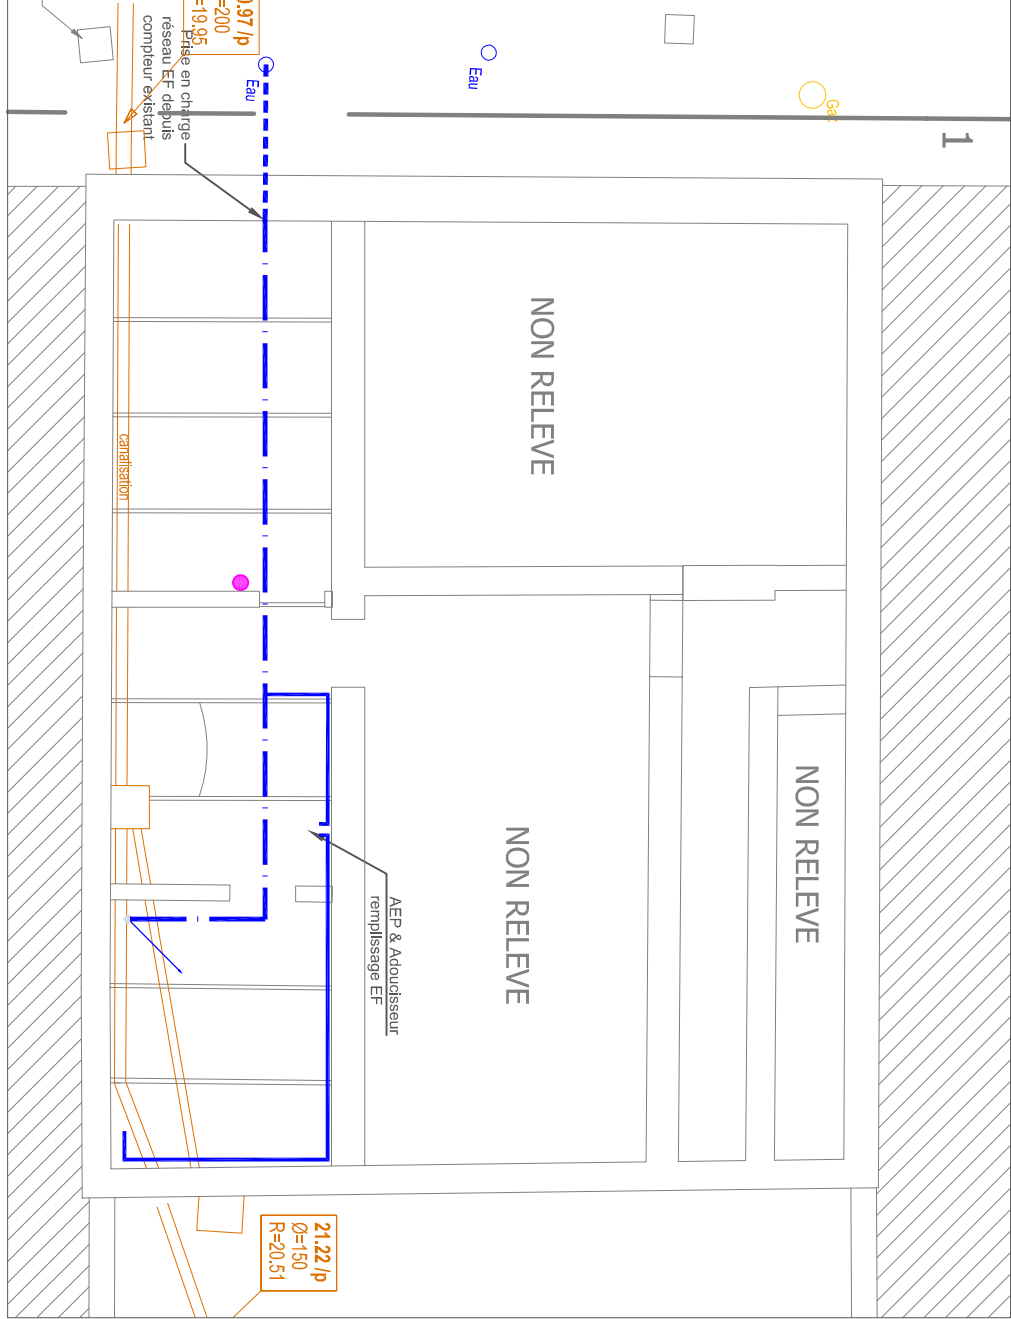 0.97 /p
=200
=19.95
Prise en charge
réseau EF depuis
compteur existant
Eau
Eau
Gaz
1
NON RELEVE
canalisation
NON RELEVE
NON RELEVE
AEP & Adoucisseur
remplissage EF
21.22 /p
Ø=150
R=20.51